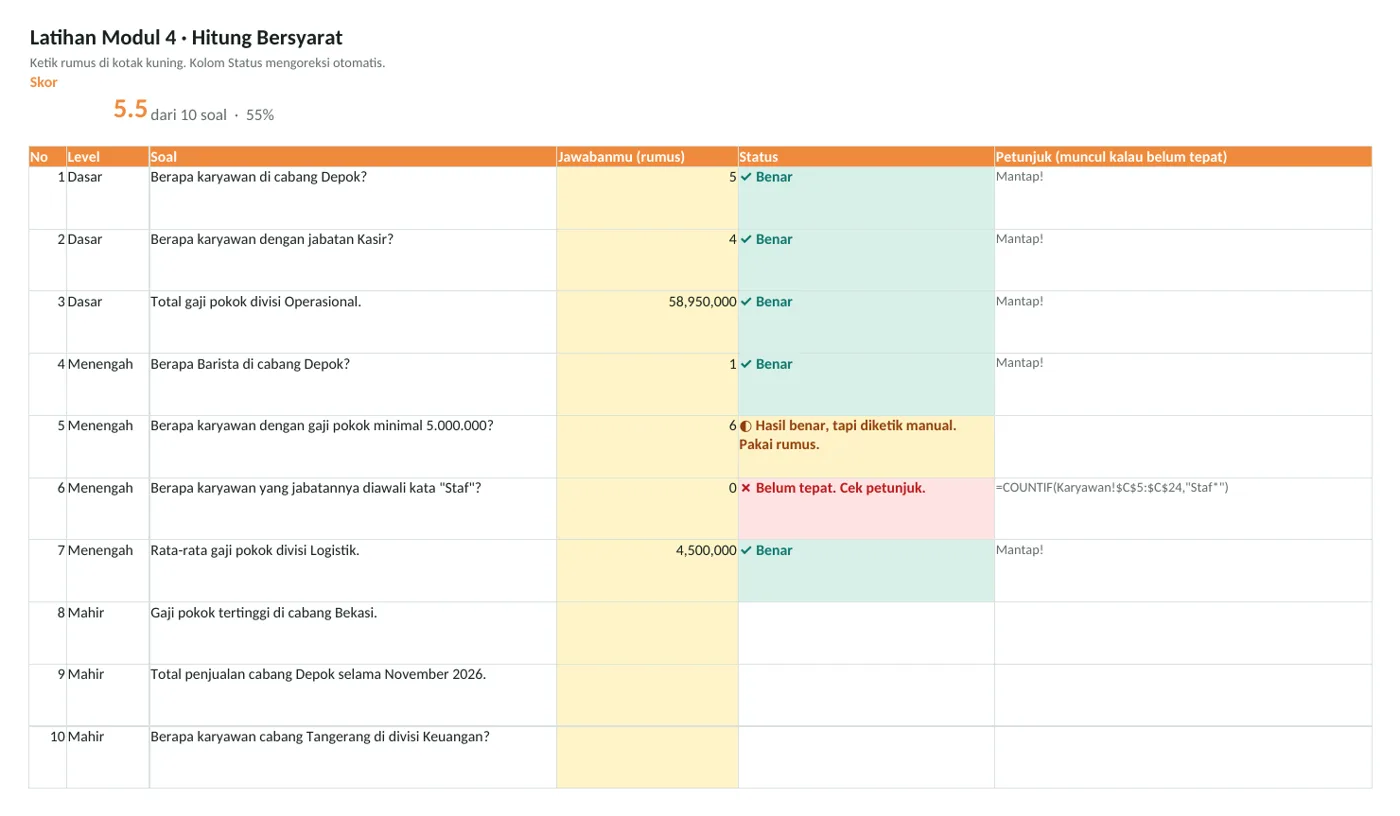 Latihan Modul 4 · Hitung Bersyarat
Ketik rumus di kotak kuning. Kolom Status mengoreksi otomatis.
Skor
5.5 dari 10 soal · 55%
No Level Soal Jawabanmu (rumus) Status Petunjuk (muncul kalau belum tepat)
1 Dasar Berapa karyawan di cabang Depok? 5 ✓ Benar Mantap!
2 Dasar Berapa karyawan dengan jabatan Kasir? 4 ✓ Benar Mantap!
3 Dasar Total gaji pokok divisi Operasional. 58,950,000 ✓ Benar Mantap!
4 Menengah Berapa Barista di cabang Depok? 1 ✓ Benar Mantap!
5 Menengah Berapa karyawan dengan gaji pokok minimal 5.000.000? 6 ◐ Hasil benar, tapi diketik manual.
Pakai rumus.
6 Menengah Berapa karyawan yang jabatannya diawali kata "Staf"? 0 ✗ Belum tepat. Cek petunjuk. =COUNTIF(Karyawan!$C$5:$C$24,"Staf*")
7 Menengah Rata-rata gaji pokok divisi Logistik. 4,500,000 ✓ Benar Mantap!
8 Mahir Gaji pokok tertinggi di cabang Bekasi.
9 Mahir Total penjualan cabang Depok selama November 2026.
10 Mahir Berapa karyawan cabang Tangerang di divisi Keuangan?